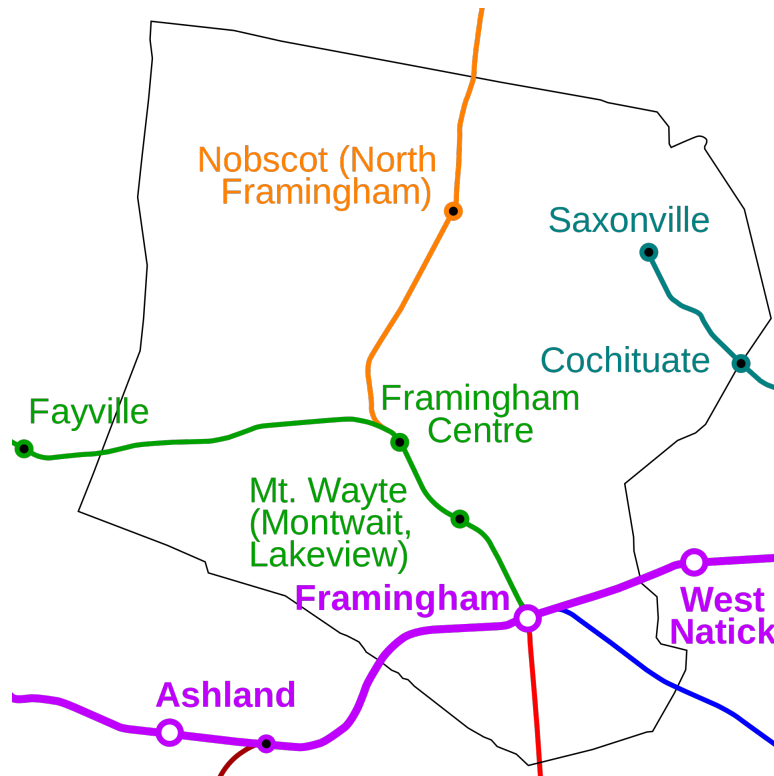 Nobscot (North
Framingham)
Saxonville
Cochituate
Framingham
Centre
Fayville
Mt. Wayte
(Montwait,
Lakeview)
Framingham
West
Natick
Ashland